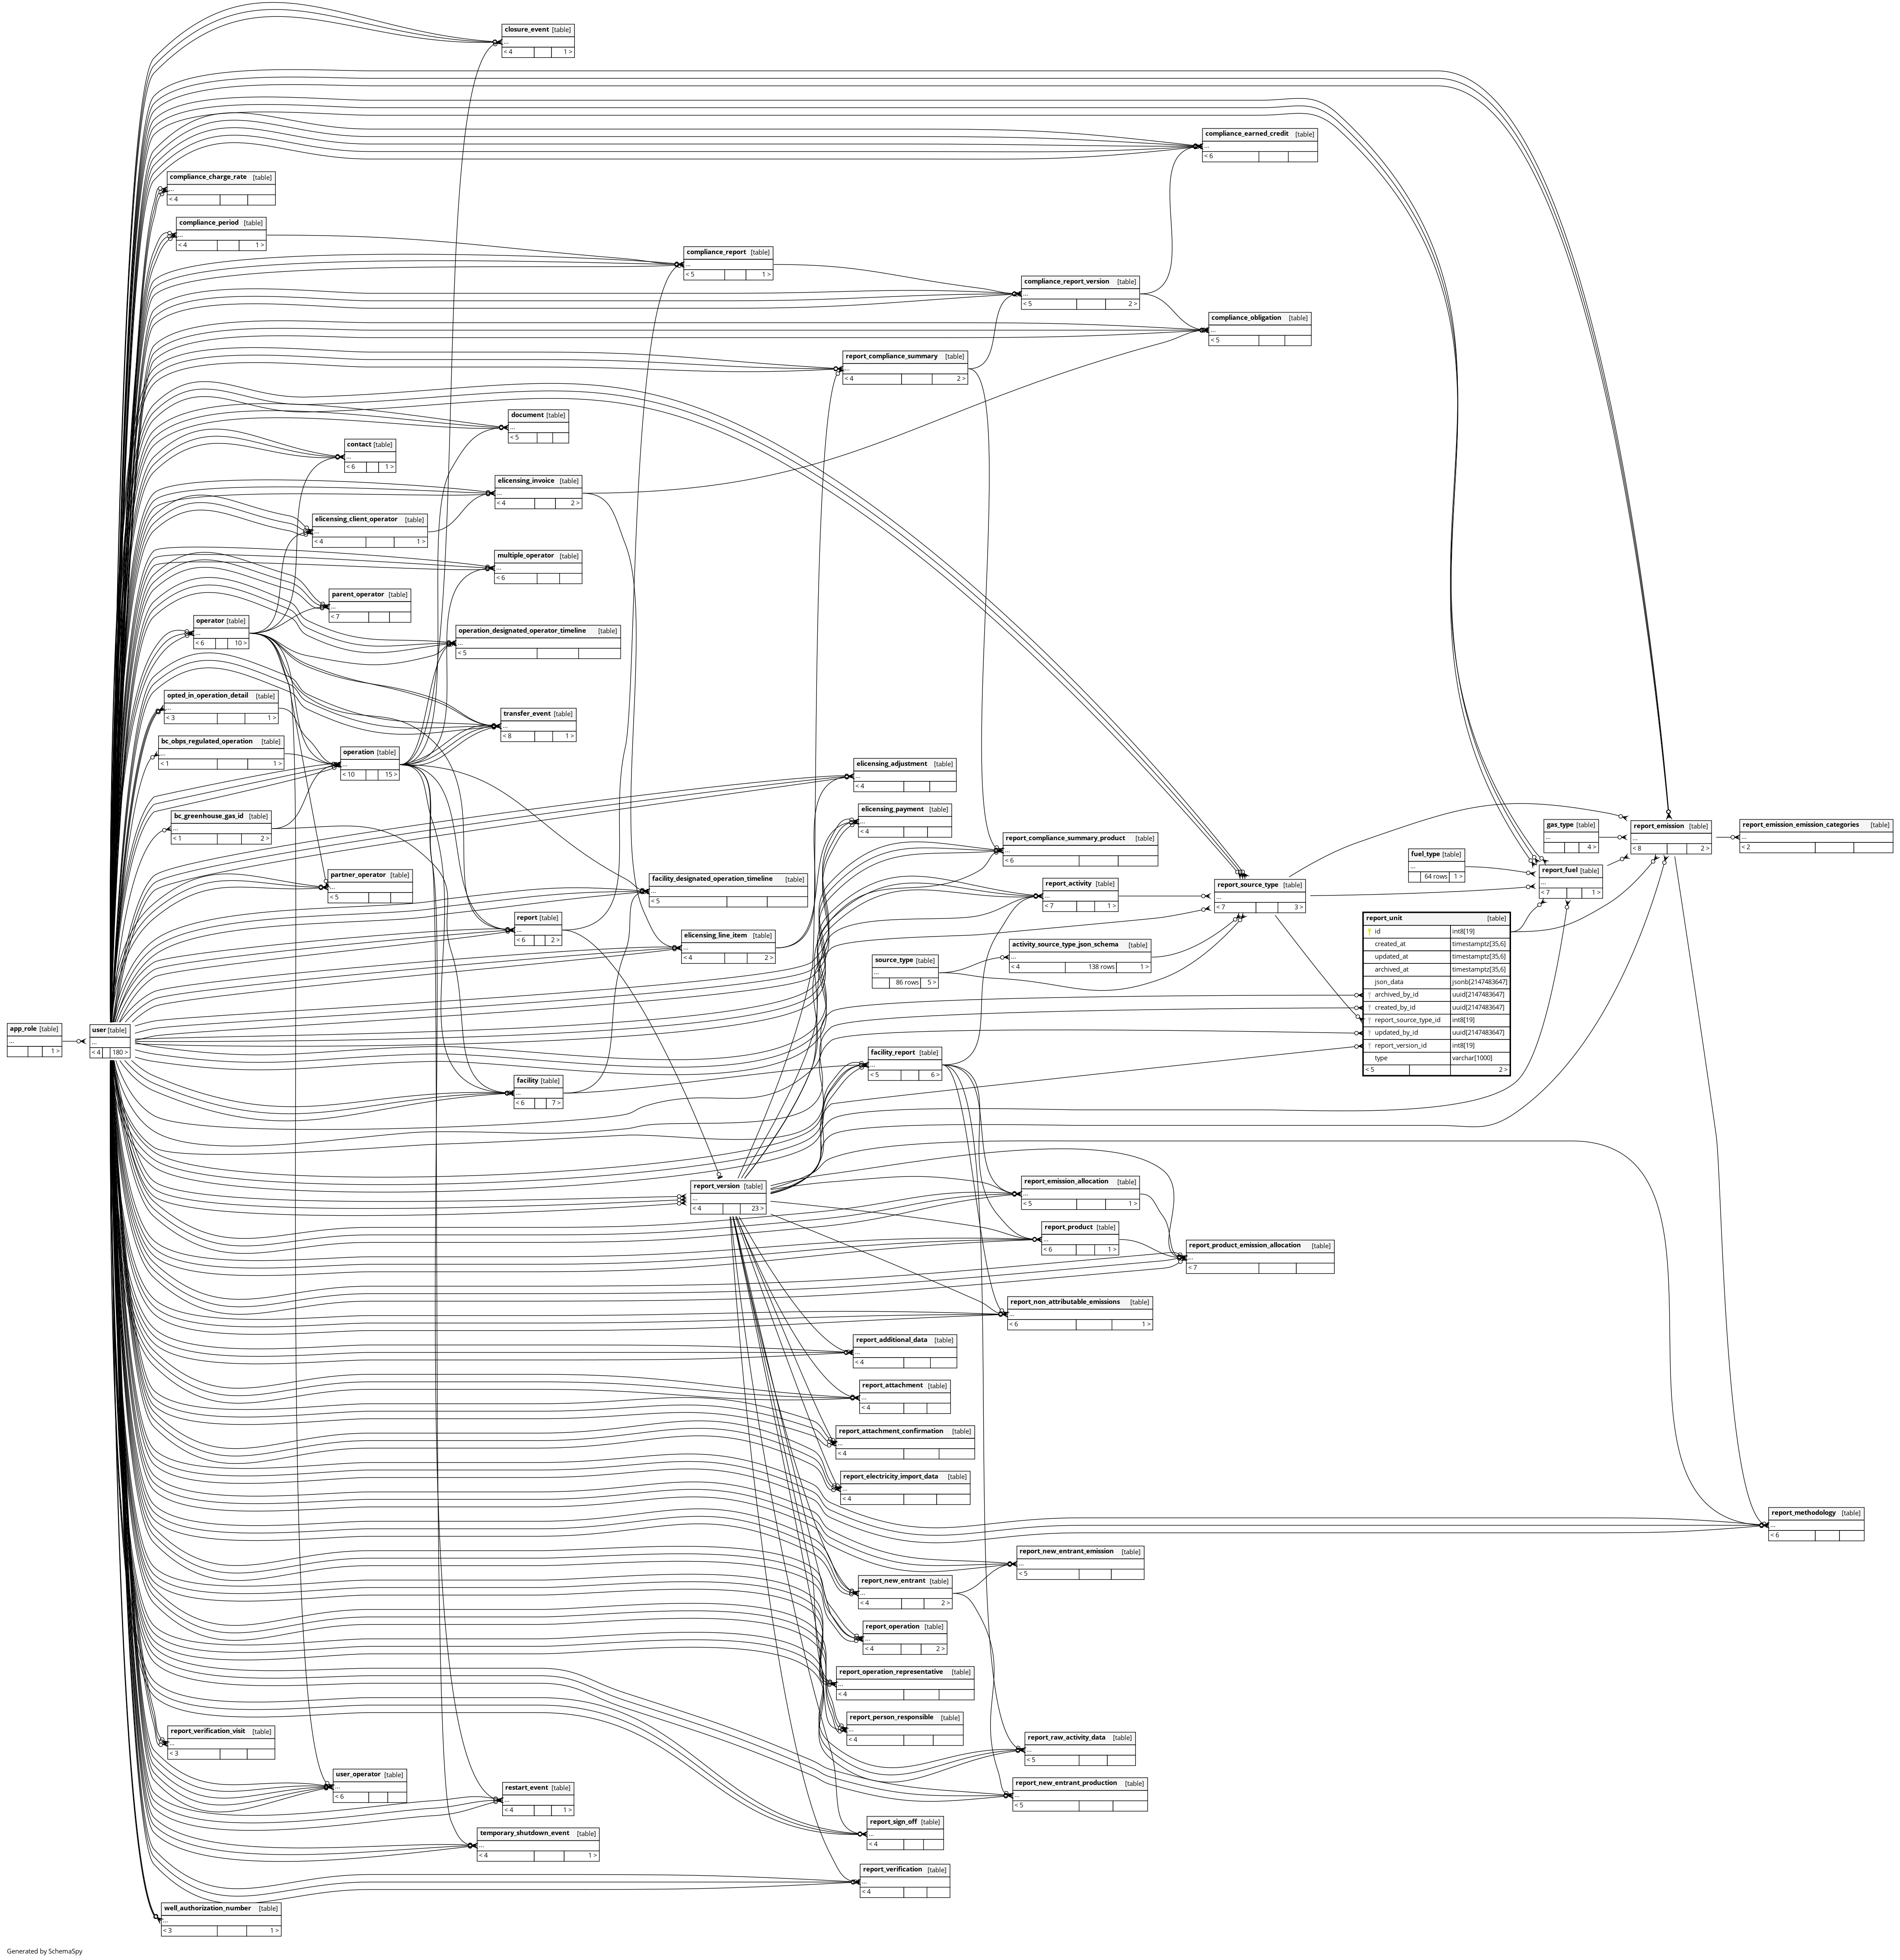 closure_event [table]
...
< 4 1 >
compliance_earned_credit [table]
...
< 6
compliance_charge_rate [table]
...
< 4
compliance_period [table]
...
< 4 1 >
compliance_report [table]
...
< 5 1 >
compliance_report_version [table]
...
< 5 2 >
compliance_obligation [table]
...
< 5
report_compliance_summary [table]
...
< 4 2 >
document [table]
...
< 5
contact [table]
...
< 6 1 >
elicensing_invoice [table]
...
< 4 2 >
elicensing_client_operator [table]
...
< 4 1 >
multiple_operator [table]
...
< 6
parent_operator [table]
...
< 7
operator [table]
...
< 6 10 >
operation_designated_operator_timeline [table]
...
< 5
opted_in_operation_detail [table]
...
< 3 1 >
transfer_event [table]
...
< 8 1 >
bc_obps_regulated_operation [table]
...
< 1 1 >
operation [table]
...
< 10 15 >
elicensing_adjustment [table]
...
< 4
bc_greenhouse_gas_id [table]
...
< 1 2 >
elicensing_payment [table]
...
< 4
report_compliance_summary_product [table]
...
< 6
gas_type [table]
...
4 >
report_emission [table]
...
< 8 2 >
report_emission_emission_categories [table]
...
< 2
fuel_type [table]
...
64 rows 1 >
report_fuel [table]
...
< 7 1 >
partner_operator [table]
...
< 5
facility_designated_operation_timeline [table]
...
< 5
report_activity [table]
...
< 7 1 >
report_source_type [table]
...
< 7 3 >
report [table]
...
< 6 2 >
elicensing_line_item [table]
...
< 4 2 >
activity_source_type_json_schema [table]
...
< 4 138 rows 1 >
source_type [table]
...
86 rows 5 >
report_unit [table]
id int8[19]
created_at timestamptz[35,6]
updated_at timestamptz[35,6]
archived_at timestamptz[35,6]
json_data jsonb[2147483647]
archived_by_id uuid[2147483647]
created_by_id uuid[2147483647]
report_source_type_id int8[19]
updated_by_id uuid[2147483647]
report_version_id int8[19]
type varchar[1000]
< 5 2 >
app_role [table]
...
1 >
user [table]
...
< 4 180 >
facility_report [table]
...
< 5 6 >
facility [table]
...
< 6 7 >
report_version [table]
...
< 4 23 >
report_emission_allocation [table]
...
< 5 1 >
report_product [table]
...
< 6 1 >
report_product_emission_allocation [table]
...
< 7
report_non_attributable_emissions [table]
...
< 6 1 >
report_additional_data [table]
...
< 4
report_attachment [table]
...
< 4
report_attachment_confirmation [table]
...
< 4
report_electricity_import_data [table]
...
< 4
report_methodology [table]
...
< 6
report_new_entrant_emission [table]
...
< 5
report_new_entrant [table]
...
< 4 2 >
report_operation [table]
...
< 4 2 >
report_operation_representative [table]
...
< 4
report_person_responsible [table]
...
< 4
report_verification_visit [table]
...
< 3
report_raw_activity_data [table]
...
< 5
user_operator [table]
...
< 6
restart_event [table]
...
< 4 1 >
report_new_entrant_production [table]
...
< 5
report_sign_off [table]
...
< 4
temporary_shutdown_event [table]
...
< 4 1 >
report_verification [table]
...
< 4
well_authorization_number [table]
...
< 3 1 >
Generated by SchemaSpy